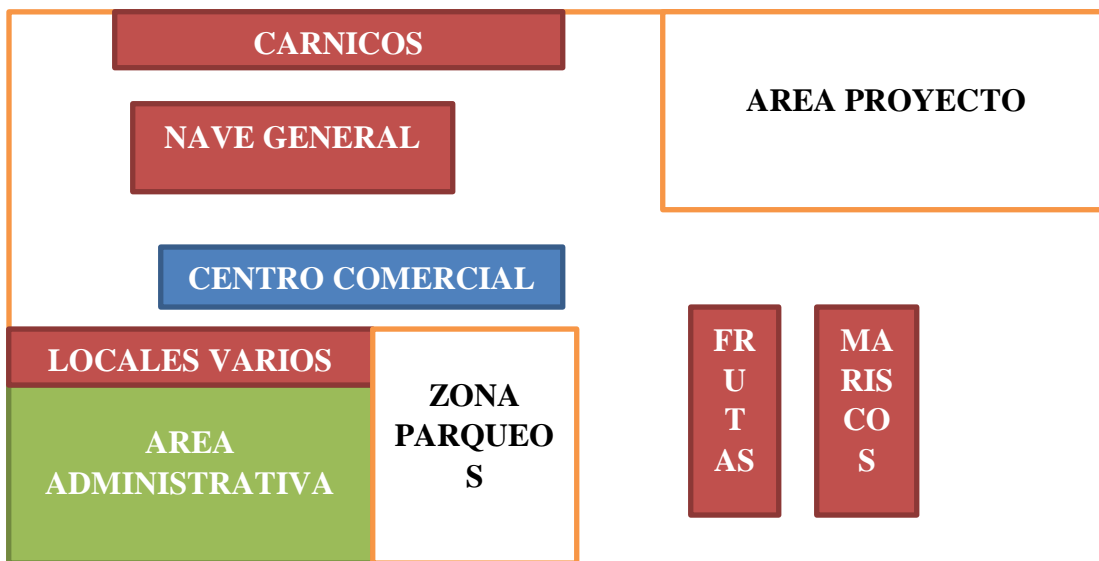 CARNICOS
AREA PROYECTO
NAVE GENERAL
CENTRO COMERCIAL
LOCALES VARIOS
ZONA
PARQUEO
S
AREA
ADMINISTRATIVA
FR
U
T
AS
MA
RIS
CO
S